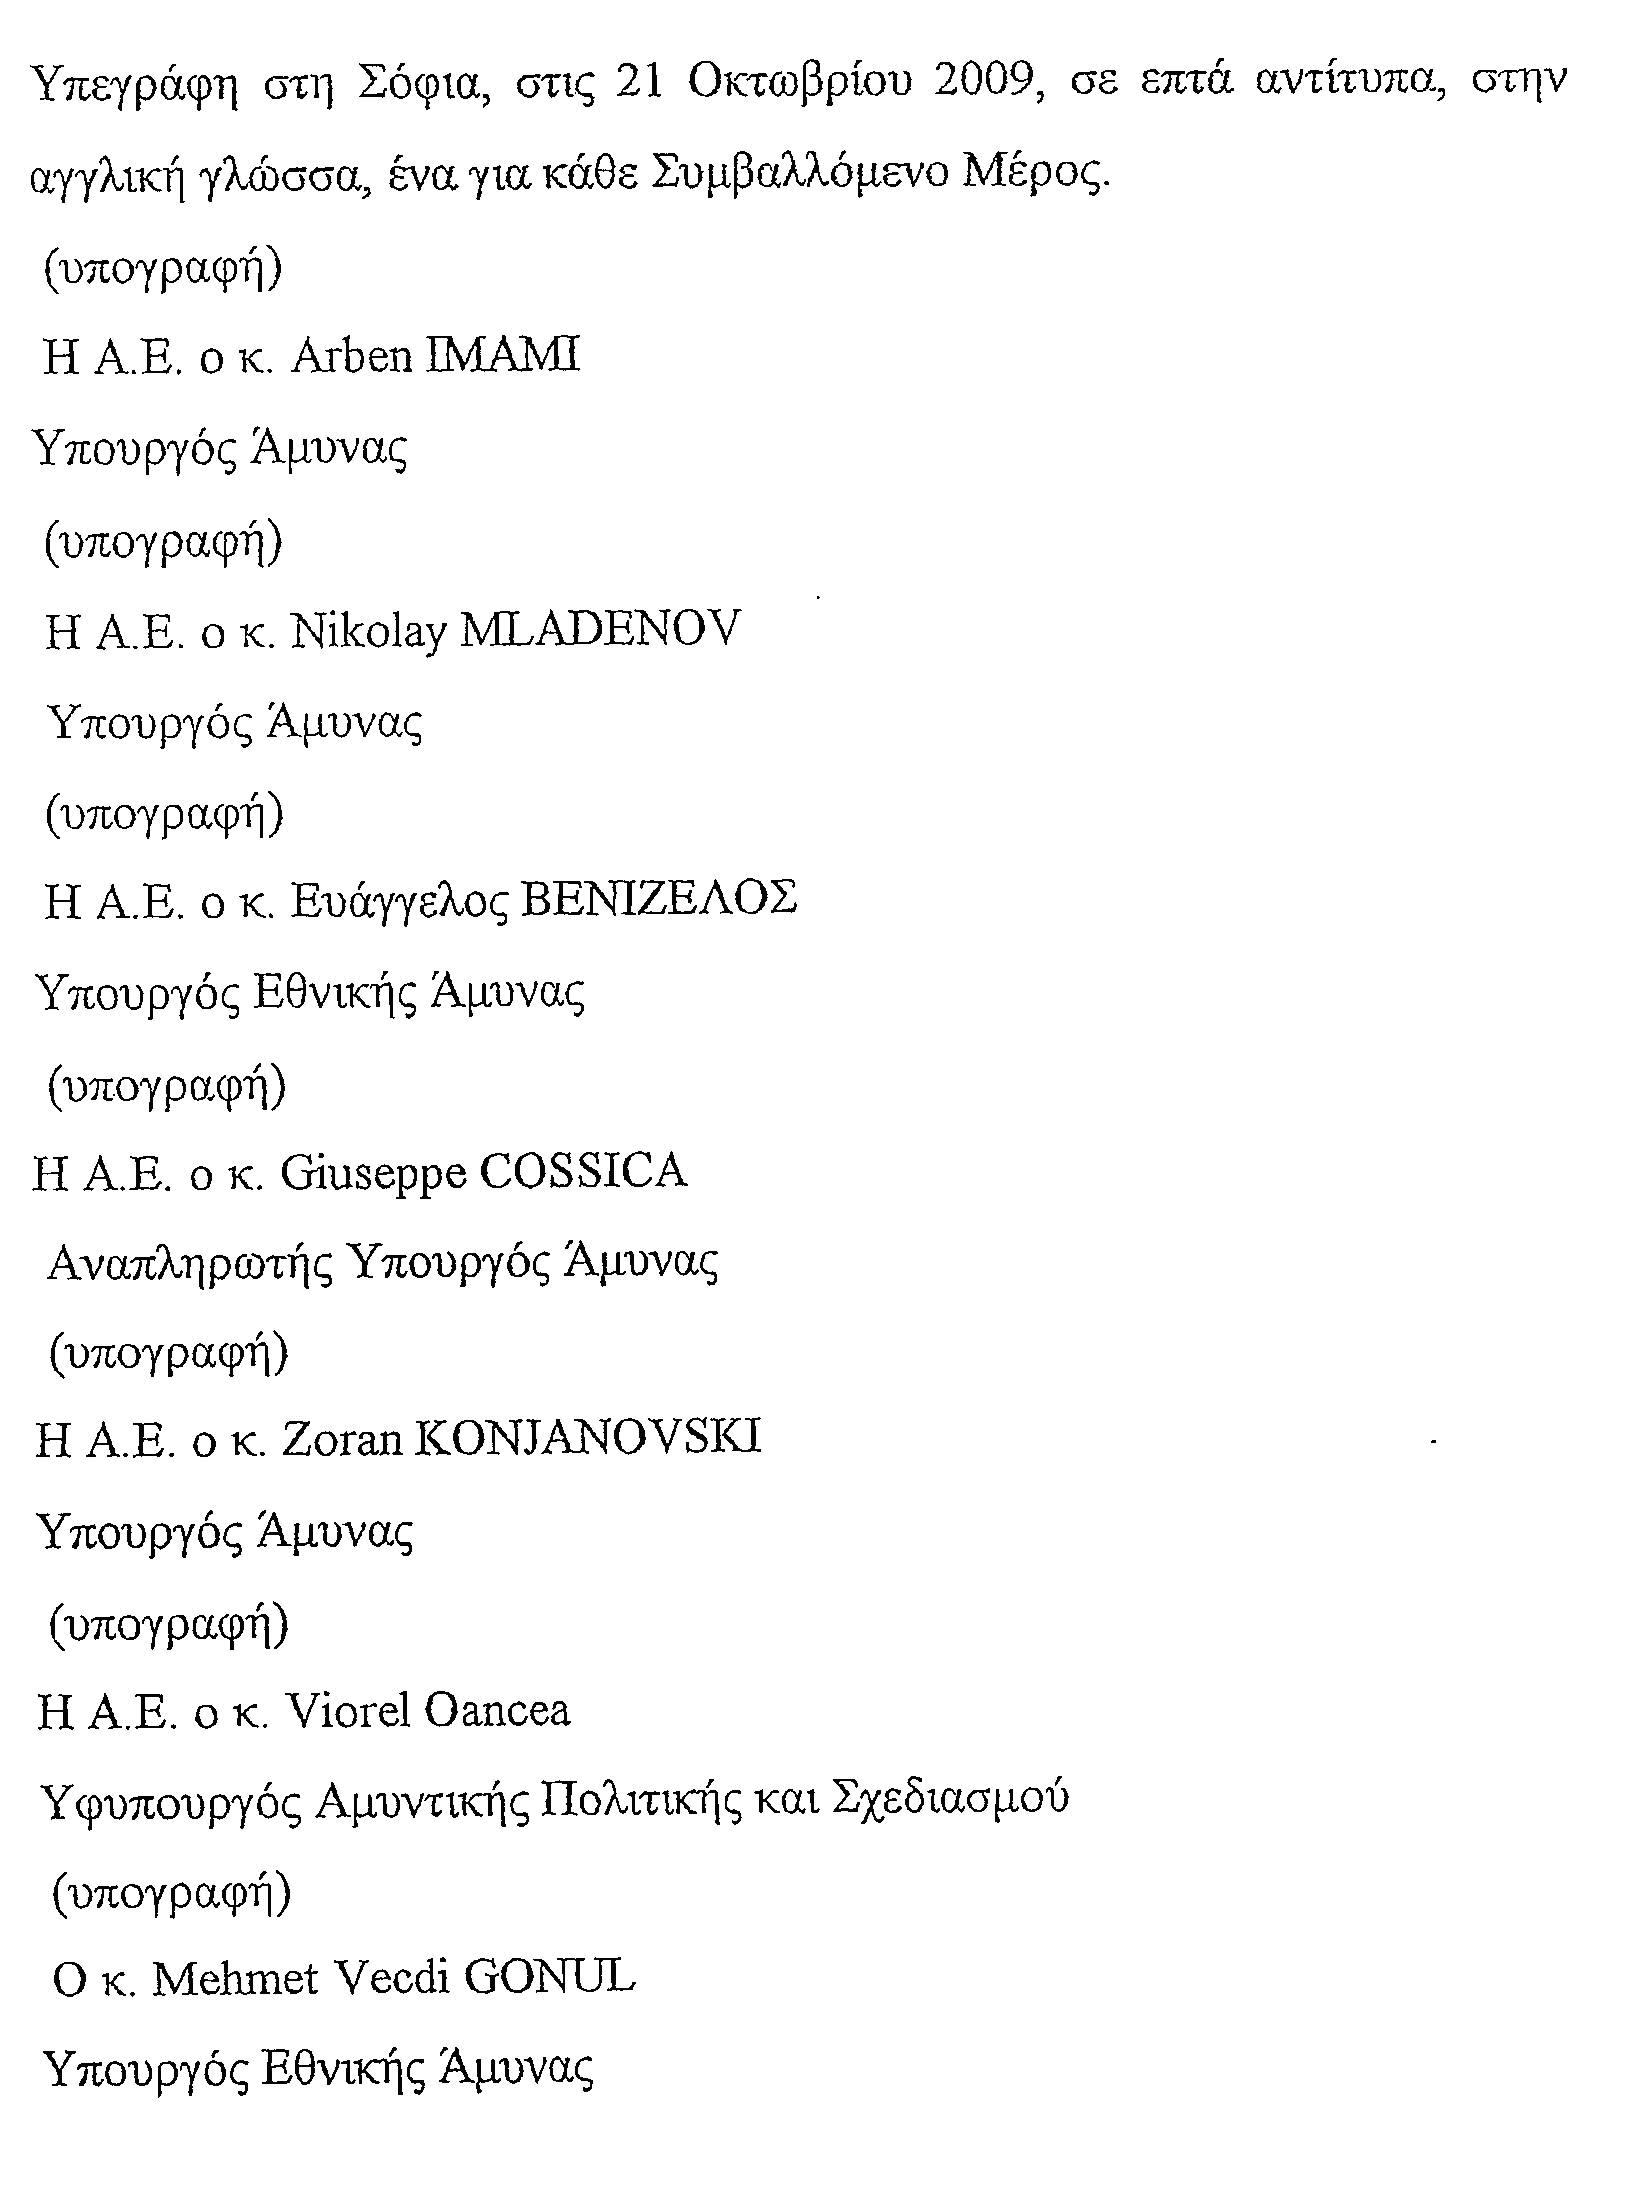 Υπεγράφη στη Σόφια, στις 21 Οκτωβρίου 2009, σε επτά αντίτυπα, στην
αγγλική γλώσσα, ένα για κάθε Συμβαλλόμενο Μέρος.
(υπογραφή)
Η Α.Ε. ο κ. Arben IMAMI
Υπουργός Άμυνας
(υπογραφή)
Η Α.Ε. ο κ. Nikolay MLADENOV
Υπουργός Άμυνας
(υπογραφή)
Η Α.Ε. ο κ. Ευάγγελος ΒΕΝΙΖΕΛΟΣ
Υπουργός Εθνικής Άμυνας
(υπογραφή)
Η Α.Ε. ο κ. Giuseppe COSSICA
Αναπληρωτής Υπουργός Άμυνας
(υπογραφή)
Η Α.Ε. ο κ. Zoran KONJANOVSKI
Υπουργός Άμυνας
(υπογραφή)
Η Α.Ε. ο κ. Viorel Oancea
Υφυπουργός Αμυντικής Πολιτικής και Σχεδιασμού
(υπογραφή)
Ο κ. Mehmet Vecdi GONUL
Υπουργός Εθνικής Άμυνας